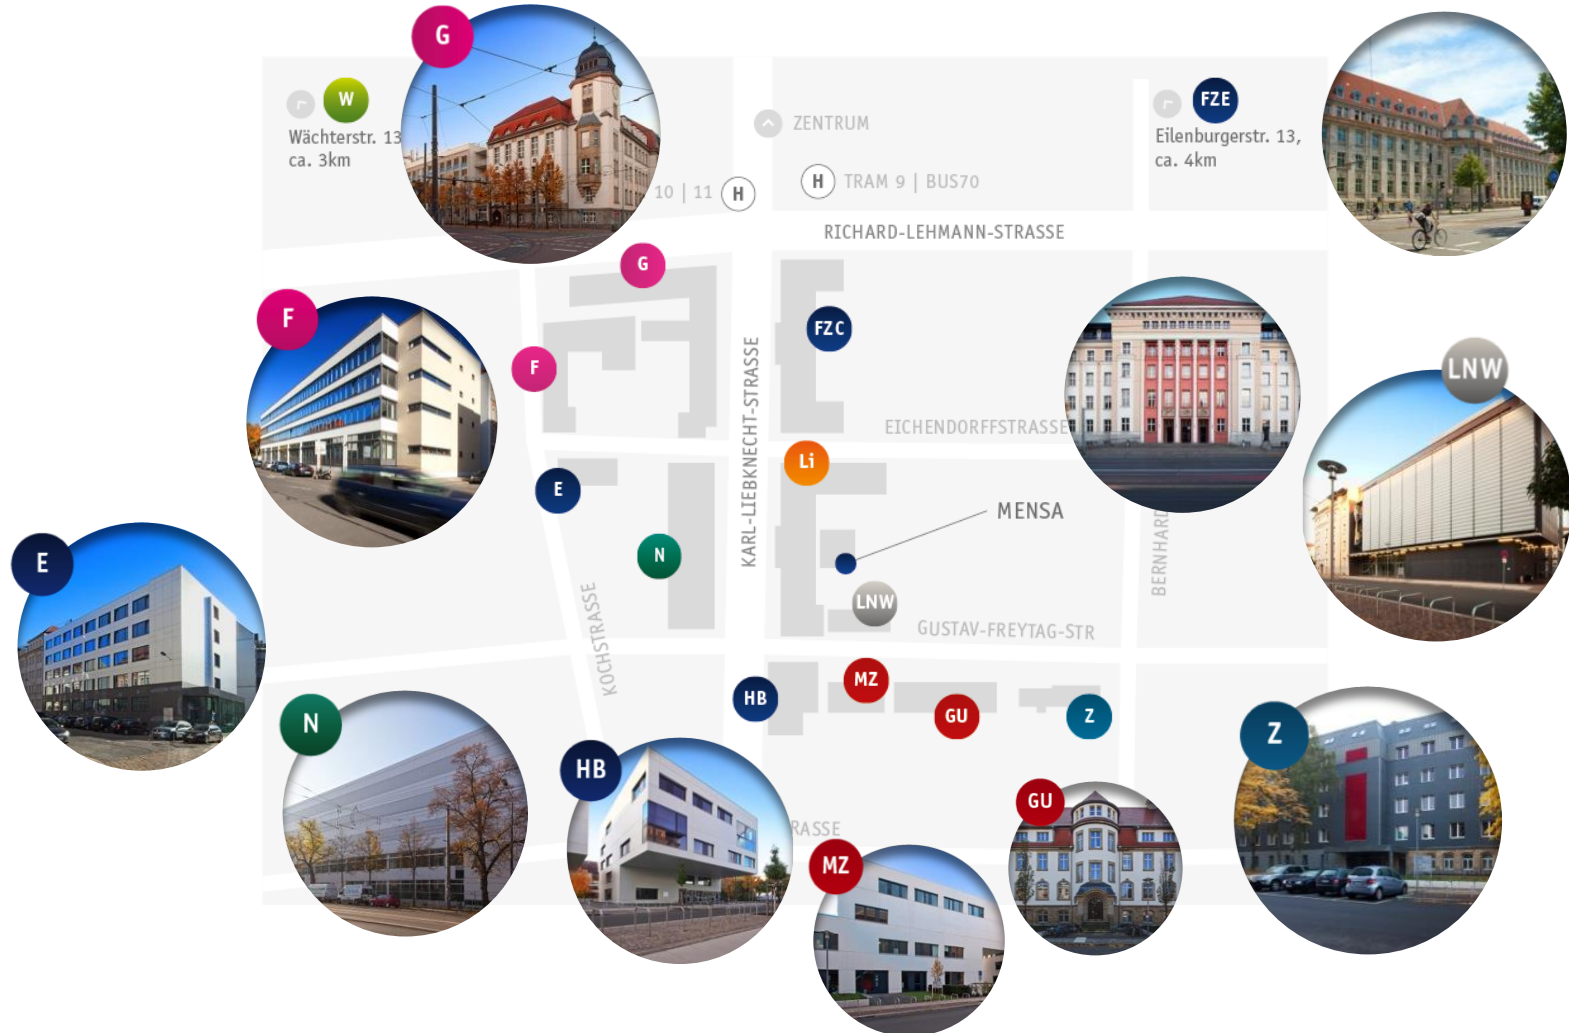 G
W
Wächterstr. 13
ca. 3km
10 | 11
H
ZENTRUM
H
TRAM 9 | BUS70
FZE
Eilenburgerstr. 13,
ca. 4km
RICHARD-LEHMANN-STRASSE
G
F
F
FZC
KARL-LIEBKNECHT-STRASSE
EICHENDORFFSTRASSE
LNW
E
Li
MENSA
E
N
BERNHARD
LNW
KOCHSTRASSE
GUSTAV-FREYTAG-STR
N
HB
MZ
GU
Z
Z
HB
GU
RASSE
MZ